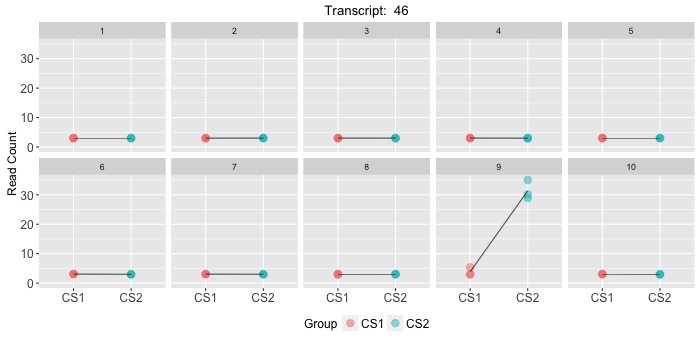 Transcript: 46
1 2 3 4 5
30
20
10
0
Read Count
6 7 8 9 10
30
20
10
0
CS1 CS2 CS1 CS2 CS1 CS2 CS1 CS2 CS1 CS2
Group CS1 CS2